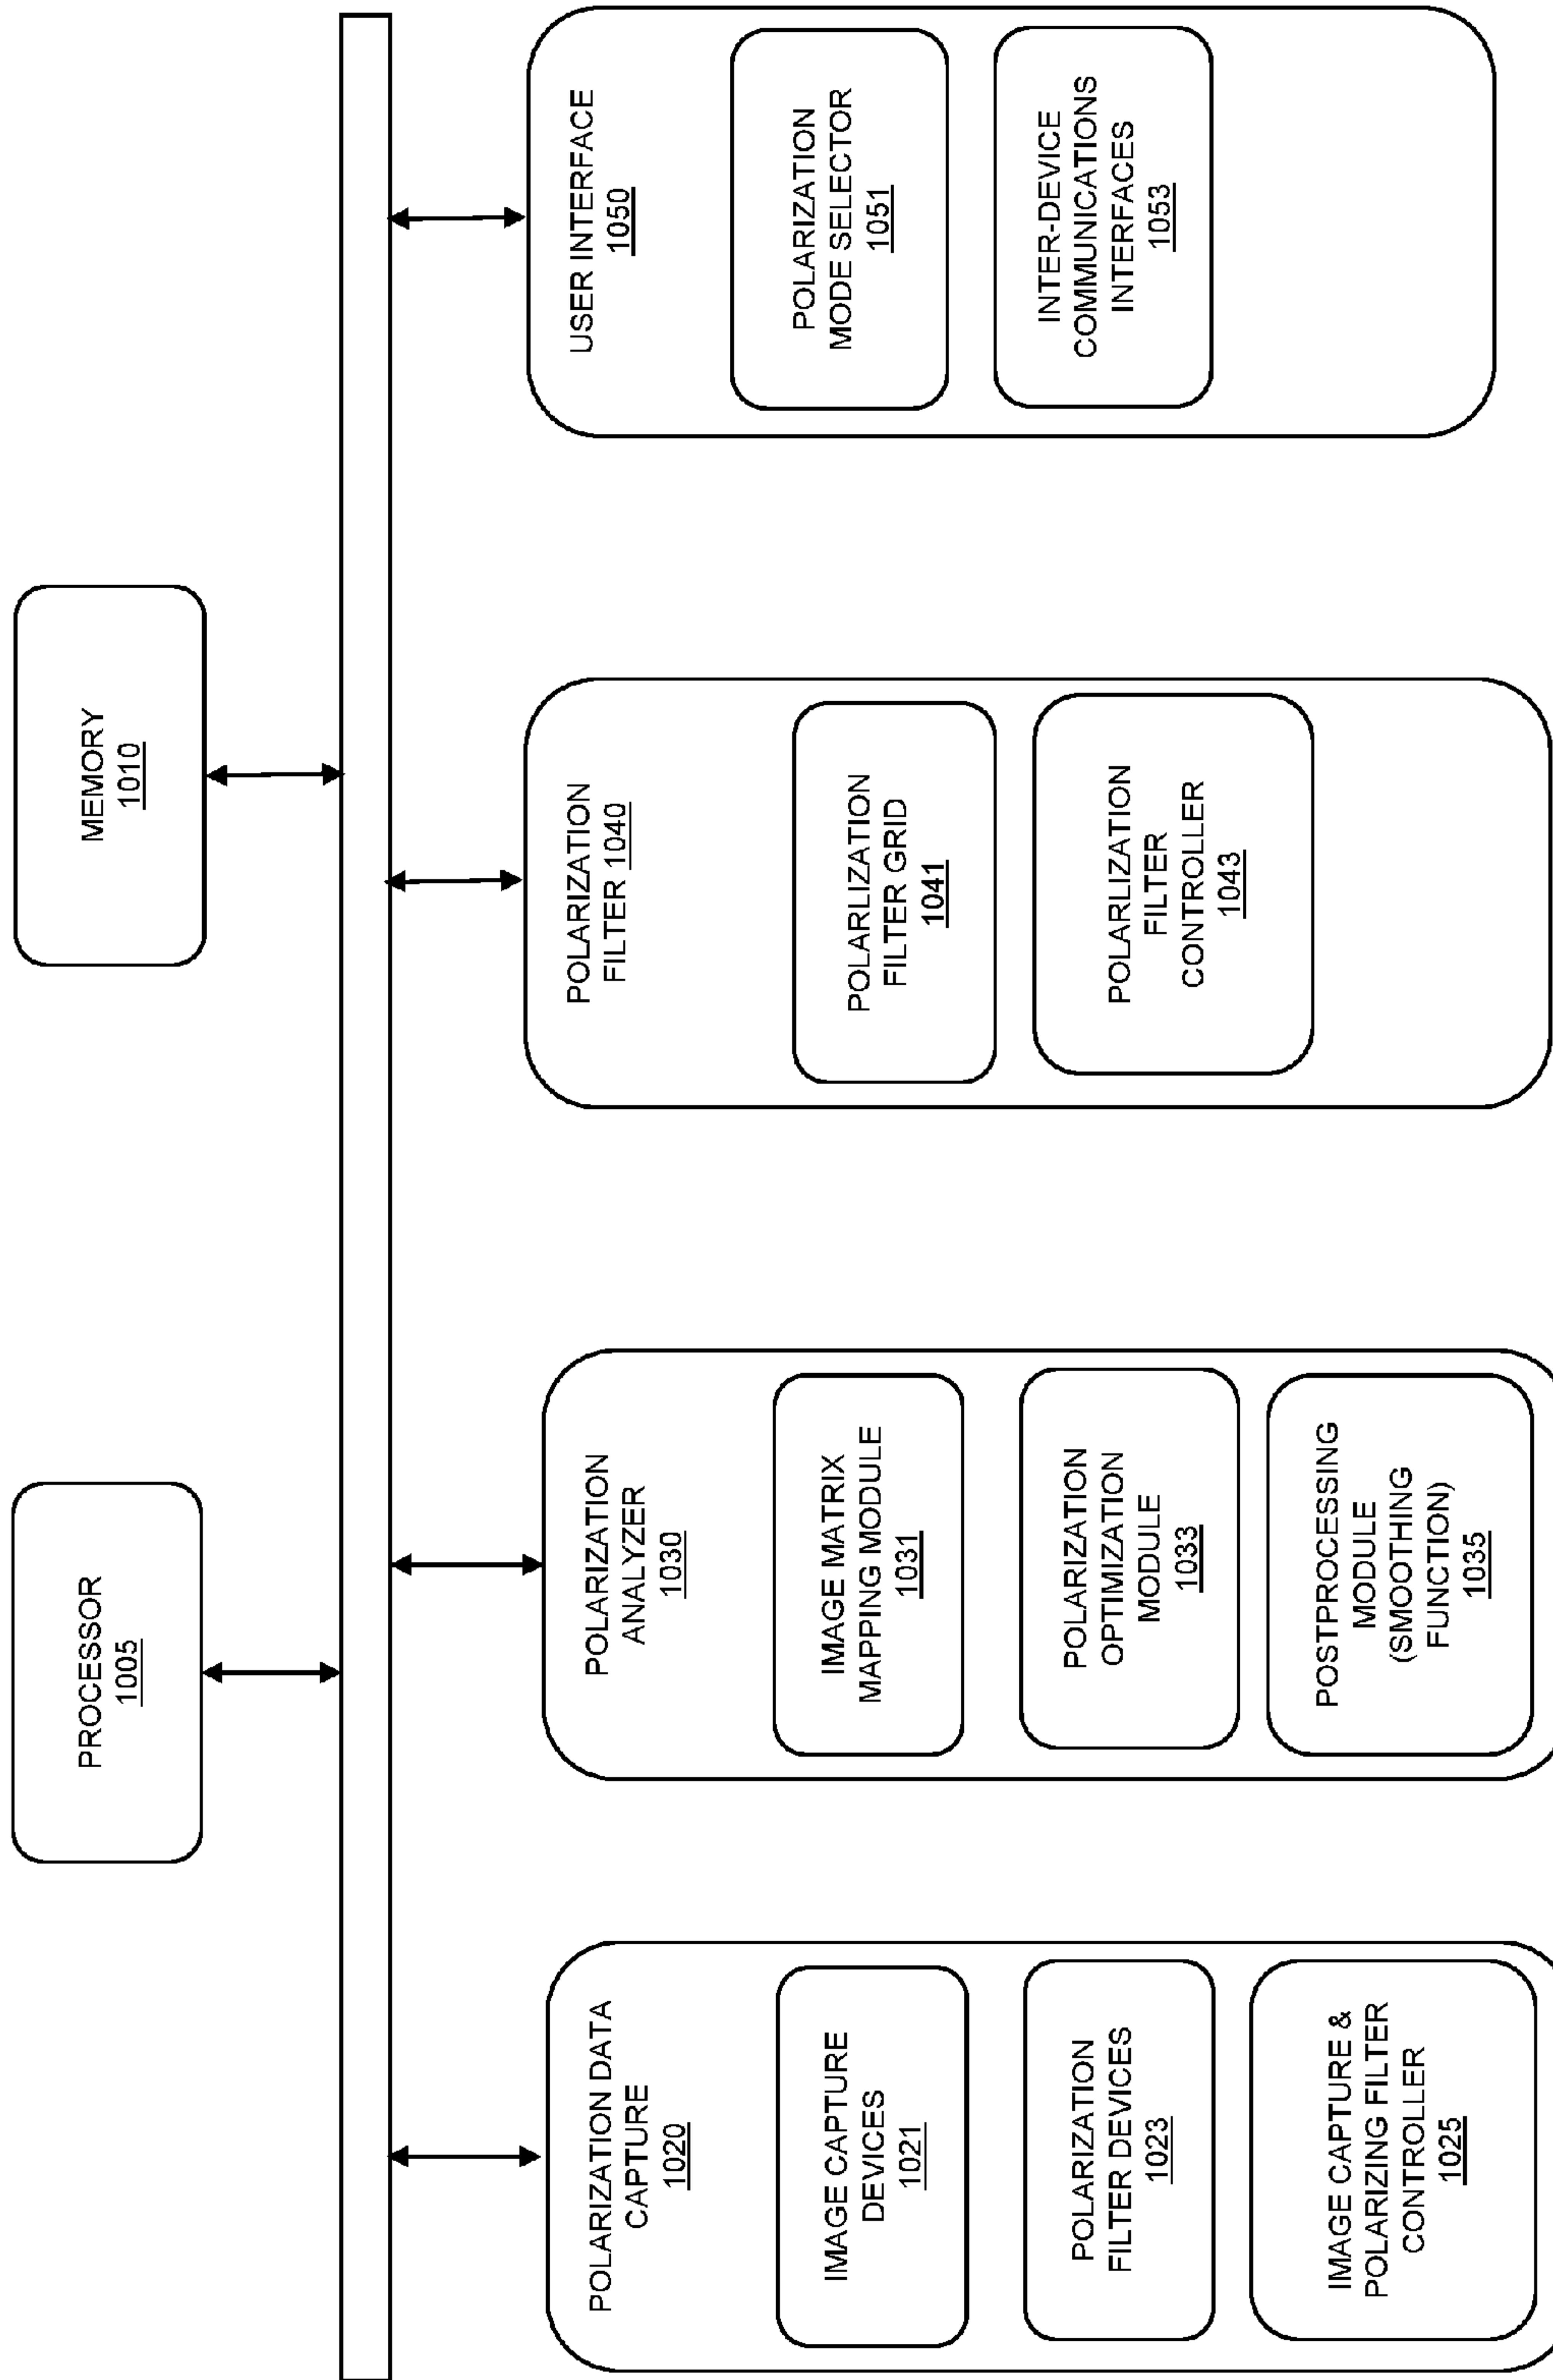 PROCESSOR
1005
MEMORY
1010
POLARIZATION DATA
CAPTURE
1020
IMAGE CAPTURE
DEVICES
1021
POLARIZATION
FILTER DEVICES
1023
IMAGE CAPTURE &
POLARIZING FILTER
CONTROLLER
1025
POLARIZATION
ANALYZER
1030
IMAGE MATRIX
MAPPING MODULE
1031
POLARIZATION
OPTIMIZATION
MODULE
1033
POSTPROCESSING
MODULE
(SMOOTHING
FUNCTION)
1035
POLARIZATION
FILTER 1040
POLARLIZATION
FILTER GRID
1041
POLARLIZATION
FILTER
CONTROLLER
1043
USER INTERFACE
1050
POLARIZATION
MODE SELECTOR
1051
INTER-DEVICE
COMMUNICATIONS
INTERFACES
1053